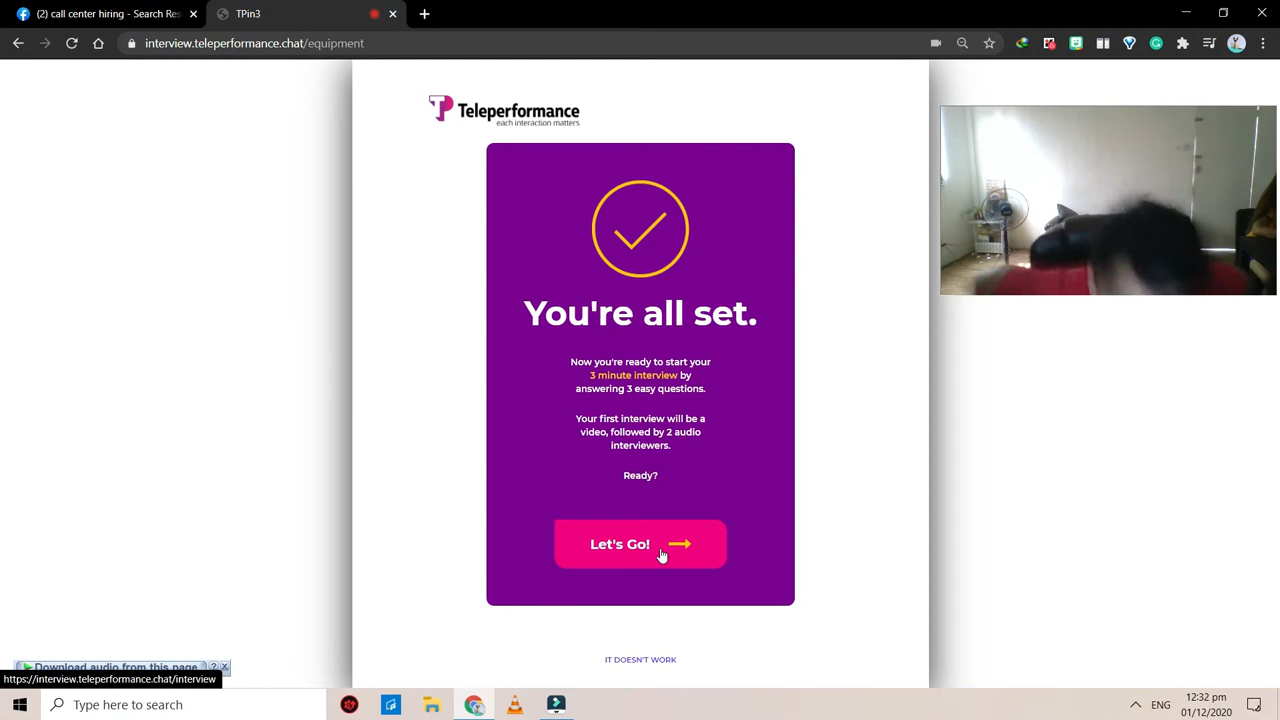 (2) call center hiring - Search Res
TPin3
interview.teleperformance.chat/equipment
TP Teleperformance
each interaction matters
You're all set.
Now you're ready to start your
3 minute interview by
answering 3 easy questions.
Your first interview will be a
video, followed by 2 audio
interviewers.
Ready?
Let's Go!
IT DOESN'T WORK
Download audio from this page
?
https://interview.teleperformance.chat/interview
Type here to search
ENG
12:32 pm
01/12/2020